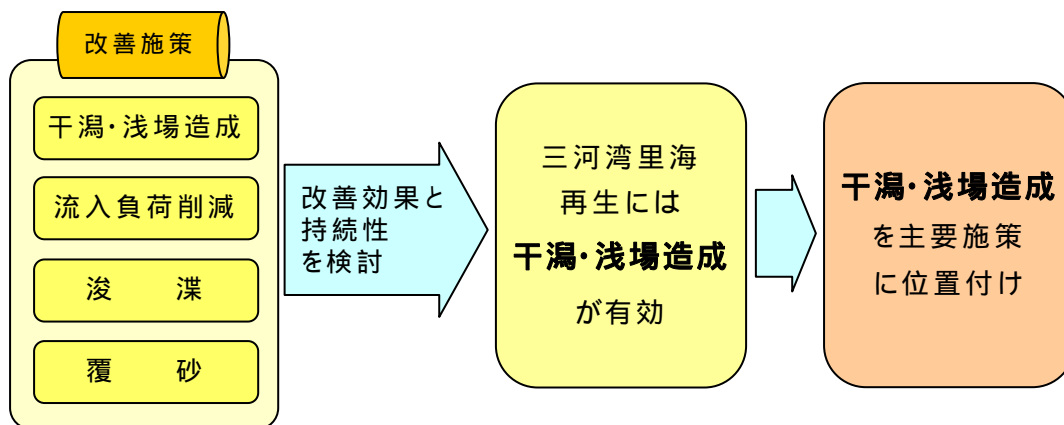 改善施策
干潟・浅場造成
流入負荷削減
浚　　渫
覆　　砂
改善効果と
持続性
を検討
三河湾里海
再生には
干潟・浅場造成
が有効
干潟・浅場造成
を主要施策
に位置付け